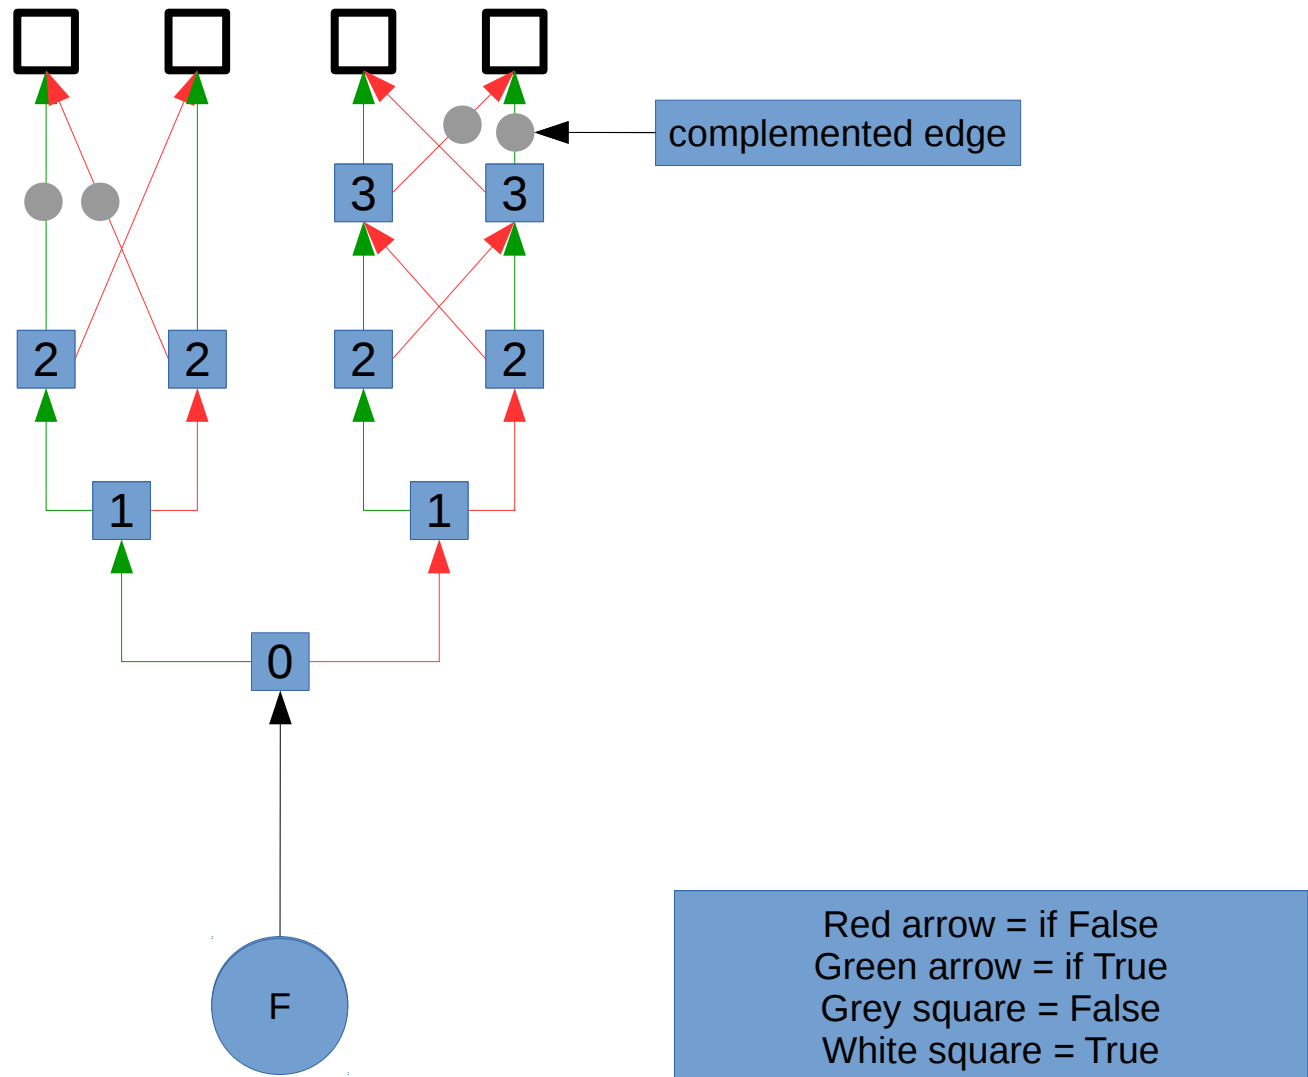 complemented edge
3 3
2 2 2 2
1 1
0
F
Red arrow = if False
Green arrow = if True
Grey square = False
White square = True